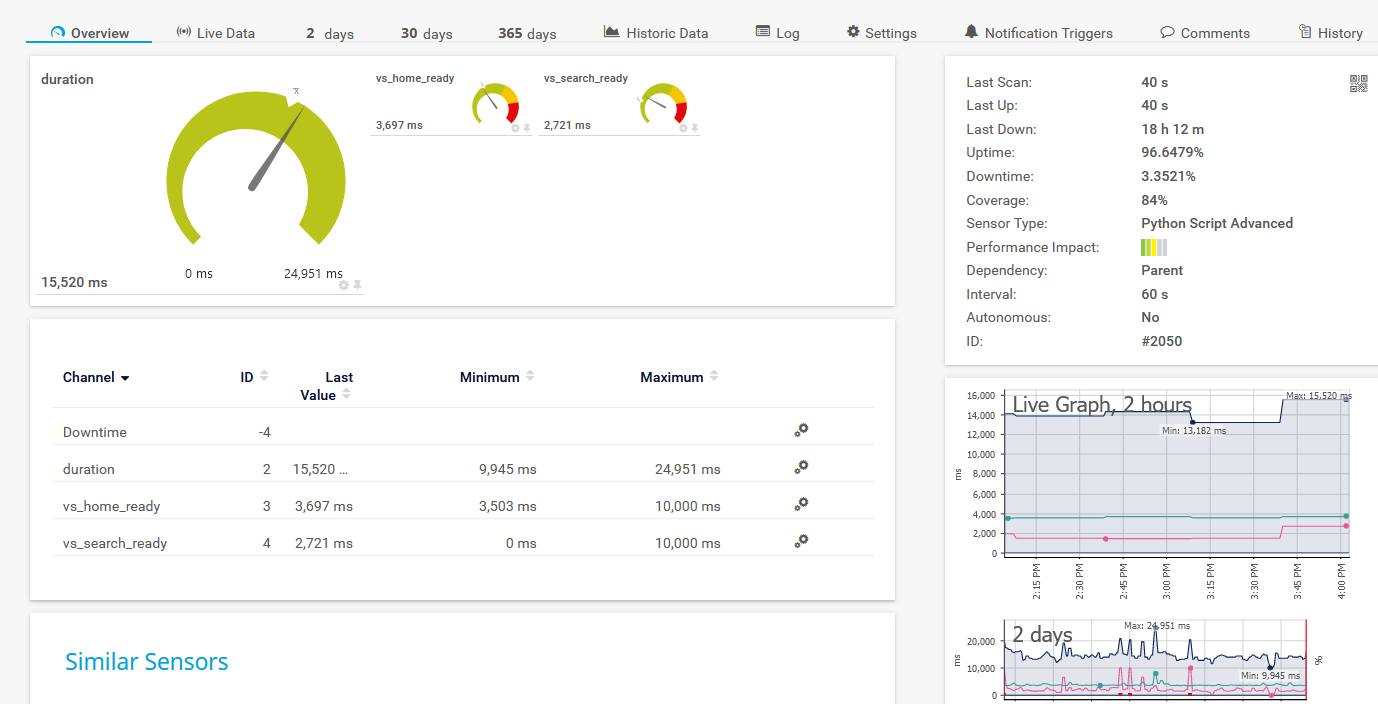 Overview
Live Data
2 days
30 days
365 days
Historic Data
Log
Settings
Notification Triggers
Comments
History
duration
x
0 ms
24,951 ms
15,520 ms
vs_home_ready
3,697 ms
vs_search_ready
2,721 ms
Channel ID Last Value Minimum Maximum
Downtime -4
duration 2 15,520 ... 9,945 ms 24,951 ms
vs_home_ready 3 3,697 ms 3,503 ms 10,000 ms
vs_search_ready 4 2,721 ms 0 ms 10,000 ms
Similar Sensors
Last Scan: 40 s
Last Up: 40 s
Last Down: 18 h 12 m
Uptime: 96.6479%
Downtime: 3.3521%
Coverage: 84%
Sensor Type: Python Script Advanced
Performance Impact:
Dependency: Parent
Interval: 60 s
Autonomous: No
ID: #2050
Live Graph, 2 hours
Max: 15,520 ms
Min: 13,182 ms
16,000
14,000
12,000
10,000
8,000
6,000
4,000
2,000
0
ms
2:15 PM
2:30 PM
2:45 PM
3:00 PM
3:15 PM
3:30 PM
3:45 PM
4:00 PM
2 days
Max: 24,951 ms
Min: 9,945 ms
20,000
10,000
0
ms
%